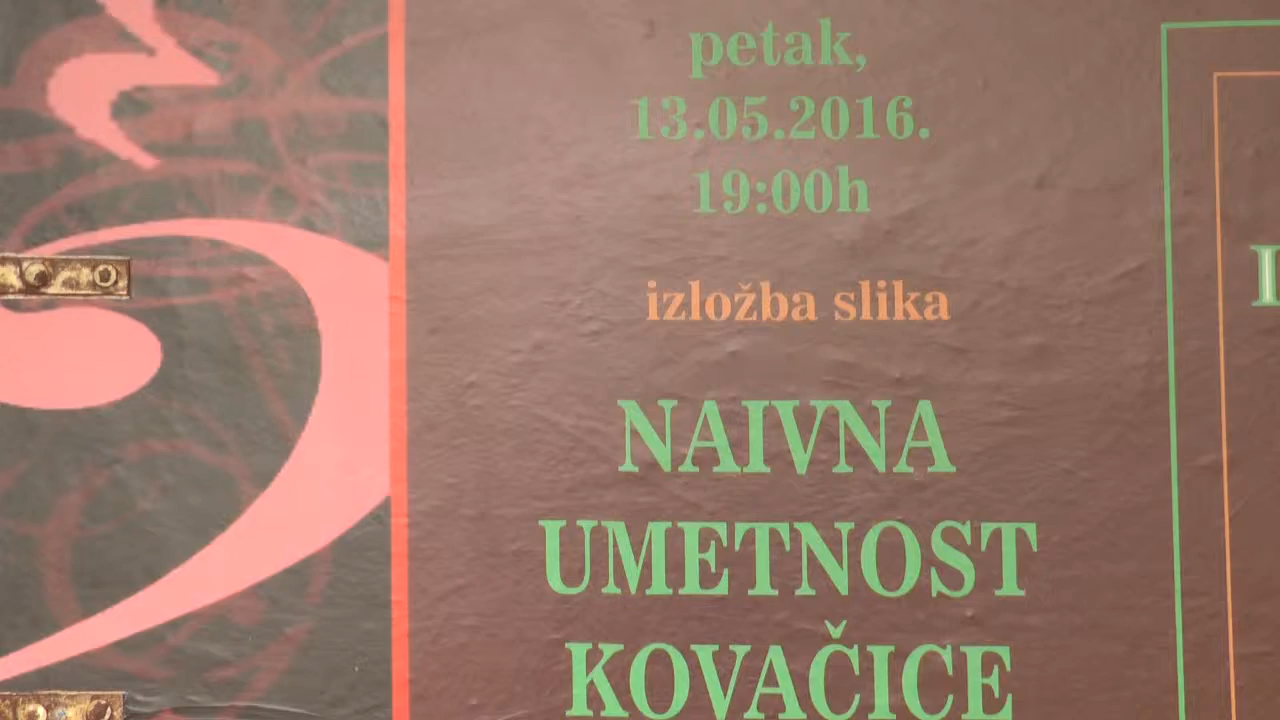 petak,
13.05.2016.
19:00h
izložba slika
NAIVNA
UMETNOST
KOVAČICE